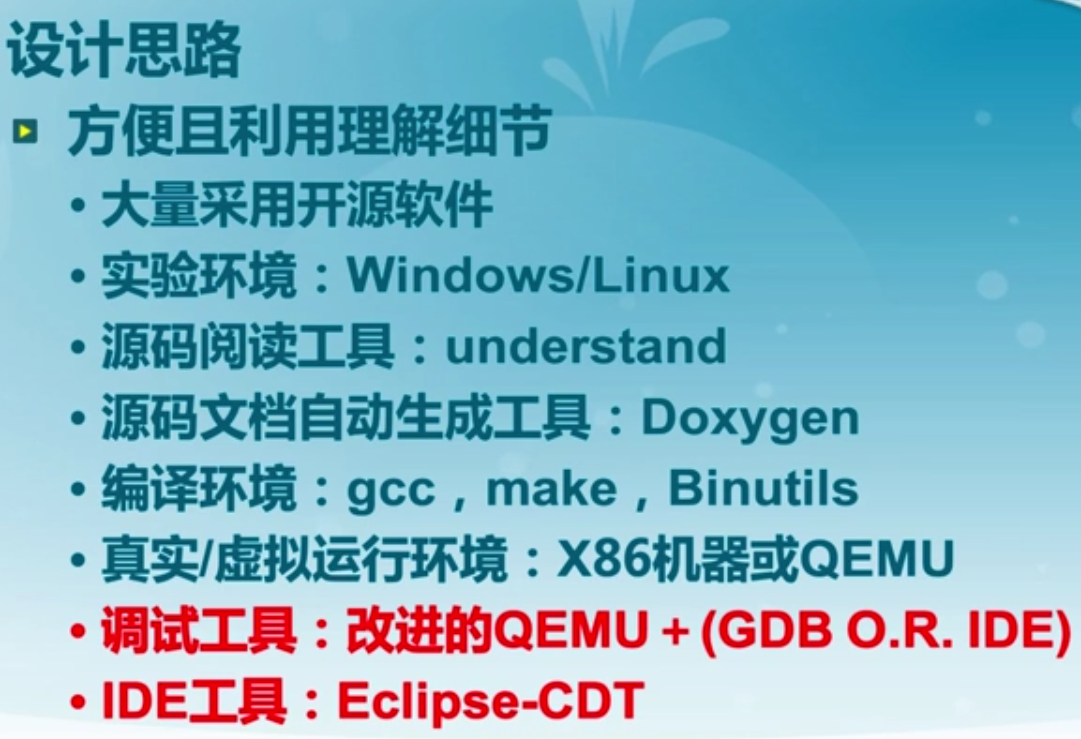 设计思路
方便且利用理解细节
• 大量采用开源软件
• 实验环境：Windows/Linux
• 源码阅读工具：understand
• 源码文档自动生成工具：Doxygen
• 编译环境：gcc，make，Binutils
• 真实/虚拟运行环境：X86机器或QEMU
• 调试工具：改进的QEMU＋(GDB O.R. IDE)
• IDE工具：Eclipse-CDT